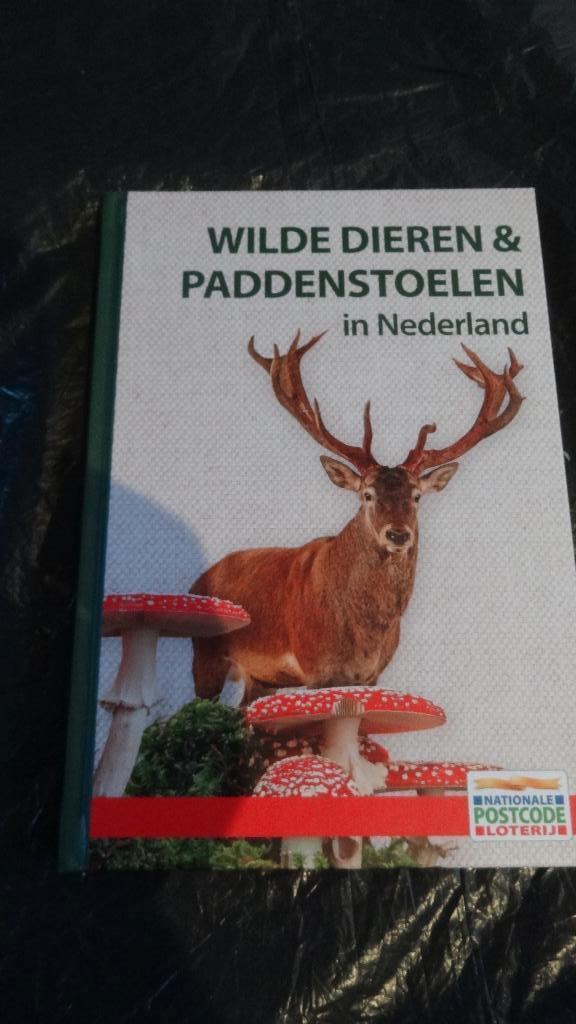 WILDE DIEREN &
PADDENSTOELEN
in Nederland
NATIONALE
POSTCODE
LOTERIJ